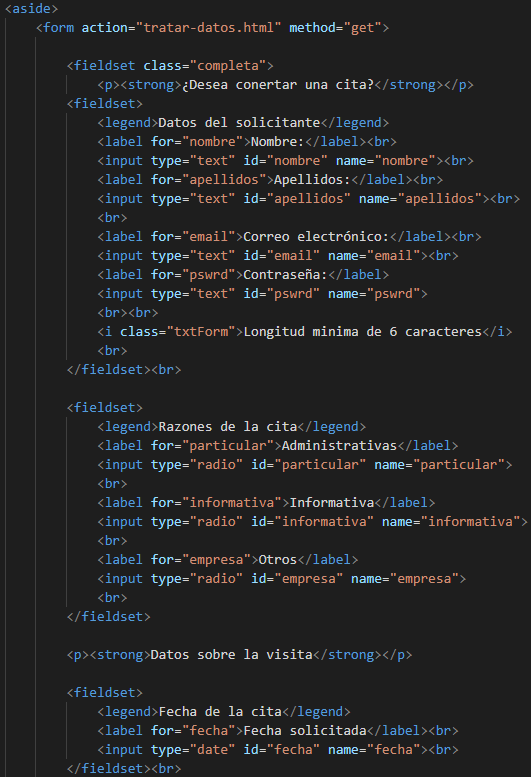 <aside>
<form action="tratar-datos.html" method="get">
<fieldset class="completa">
<p><strong>¿Desea conertar una cita?</strong></p>
<fieldset>
<legend>Datos del solicitante</legend>
<label for="nombre">Nombre:</label><br>
<input type="text" id="nombre" name="nombre"><br>
<label for="apellidos">Apellidos:</label><br>
<input type="text" id="apellidos" name="apellidos"><br>
<br>
<label for="email">Correo electrónico:</label><br>
<input type="text" id="email" name="email"><br>
<label for="pswrd">Contraseña:</label>
<input type="text" id="pswrd" name="pswrd">
<br><br>
<i class="txtForm">Longitud minima de 6 caracteres</i>
<br>
</fieldset><br>
<fieldset>
<legend>Razones de la cita</legend>
<label for="particular">Administrativas</label>
<input type="radio" id="particular" name="particular">
<br>
<label for="informativa">Informativa</label>
<input type="radio" id="informativa" name="informativa">
<br>
<label for="empresa">Otros</label>
<input type="radio" id="empresa" name="empresa">
<br>
</fieldset>
<p><strong>Datos sobre la visita</strong></p>
<fieldset>
<legend>Fecha de la cita</legend>
<label for="fecha">Fecha solicitada</label><br>
<input type="date" id="fecha" name="fecha"><br>
</fieldset><br>